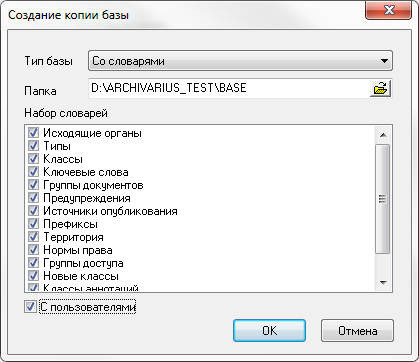 Создание копии базы
Тип базы
Со словарями
Папка
D:\ARCHIVARIUS_TEST\BASE
Набор словарей
Исходящие органы
Типы
Классы
Ключевые слова
Группы документов
Предупреждения
Источники опубликования
Префиксы
Территория
Нормы права
Группы доступа
Новые классы
Классы аннотаций
С пользователями
OK
Отмена